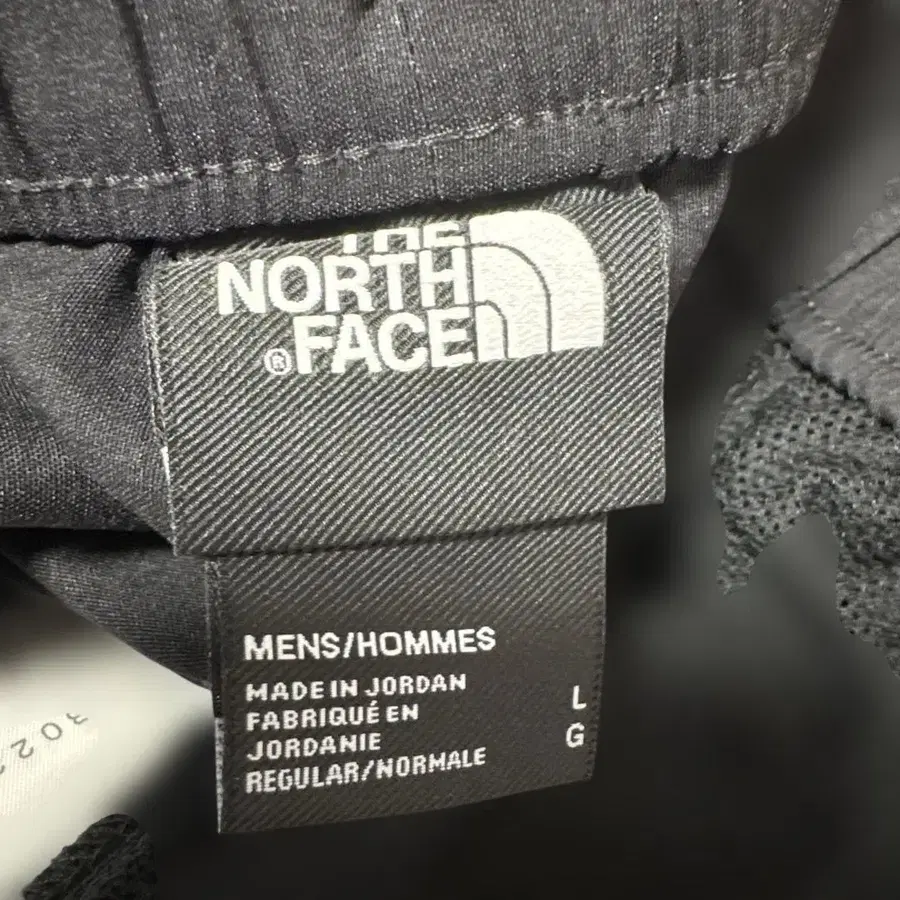 THE
NORTH
®FACE
MENS/HOMMES
MADE IN JORDAN
FABRIQUÉ EN
JORDANIE
REGULAR/NORMALE
L
G